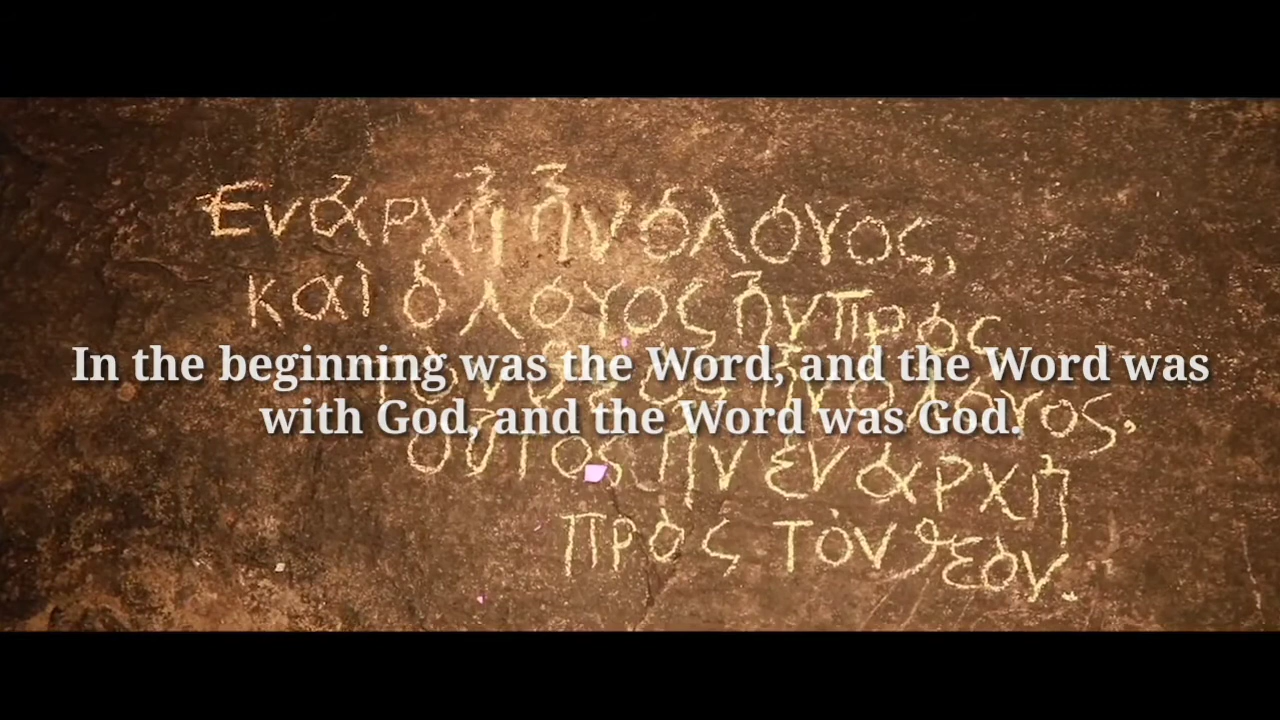 Ἐν ἀρχῇ ἦν ὁ λόγος,
καὶ ὁ λόγος ἦν πρὸς
In the beginning was the Word, and the Word was
with God, and the Word was God.
οὗτος ἦν ἐν ἀρχῇ
πρὸς τὸν θεόν.